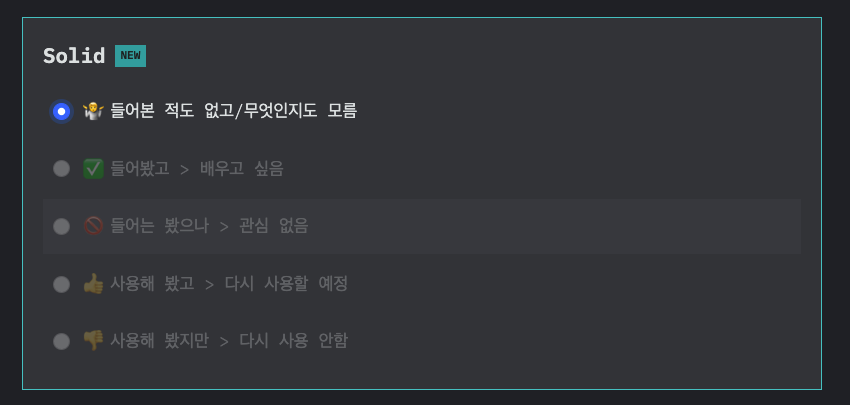 Solid NEW
🤷 들어본 적도 없고/무엇인지도 모름
✅ 들어봤고 > 배우고 싶음
🚫 들어는 봤으나 > 관심 없음
👍 사용해 봤고 > 다시 사용할 예정
👎 사용해 봤지만 > 다시 사용 안함